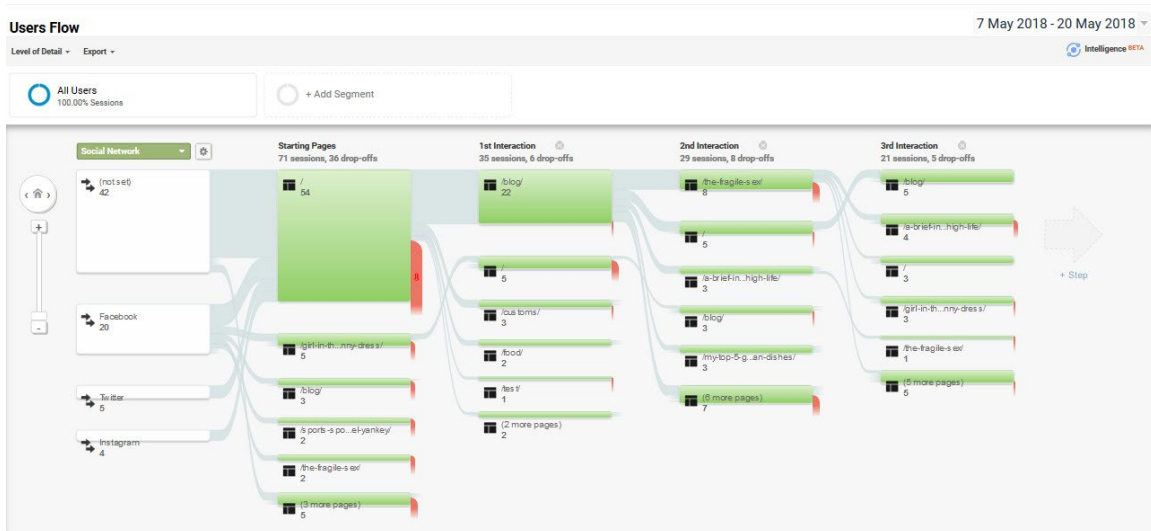 Users Flow
7 May 2018 - 20 May 2018
Level of Detail
Export
Intelligence BETA
All Users
100.00% Sessions
+ Add Segment
Social Network
Starting Pages
71 sessions, 36 drop-offs
1st Interaction
35 sessions, 6 drop-offs
2nd Interaction
29 sessions, 8 drop-offs
3rd Interaction
21 sessions, 5 drop-offs
(not set)
42
Facebook
20
Twitter
5
Instagram
4
/
54
8
/girl-in-th...nny-dress/
5
/blog/
3
/sports-spo...el-yankey/
2
/the-fragile-sex/
2
(3 more pages)
5
/blog/
22
/
5
/customs/
3
/food/
2
/test/
1
(2 more pages)
2
/the-fragile-sex/
8
/
5
/a-brief-in...high-life/
3
/blog/
3
/my-top-5-g...an-dishes/
3
(6 more pages)
7
/blog/
5
/a-brief-in...high-life/
4
/
3
/girl-in-th...nny-dress/
3
/the-fragile-sex/
1
(5 more pages)
5
+ Step
+
-